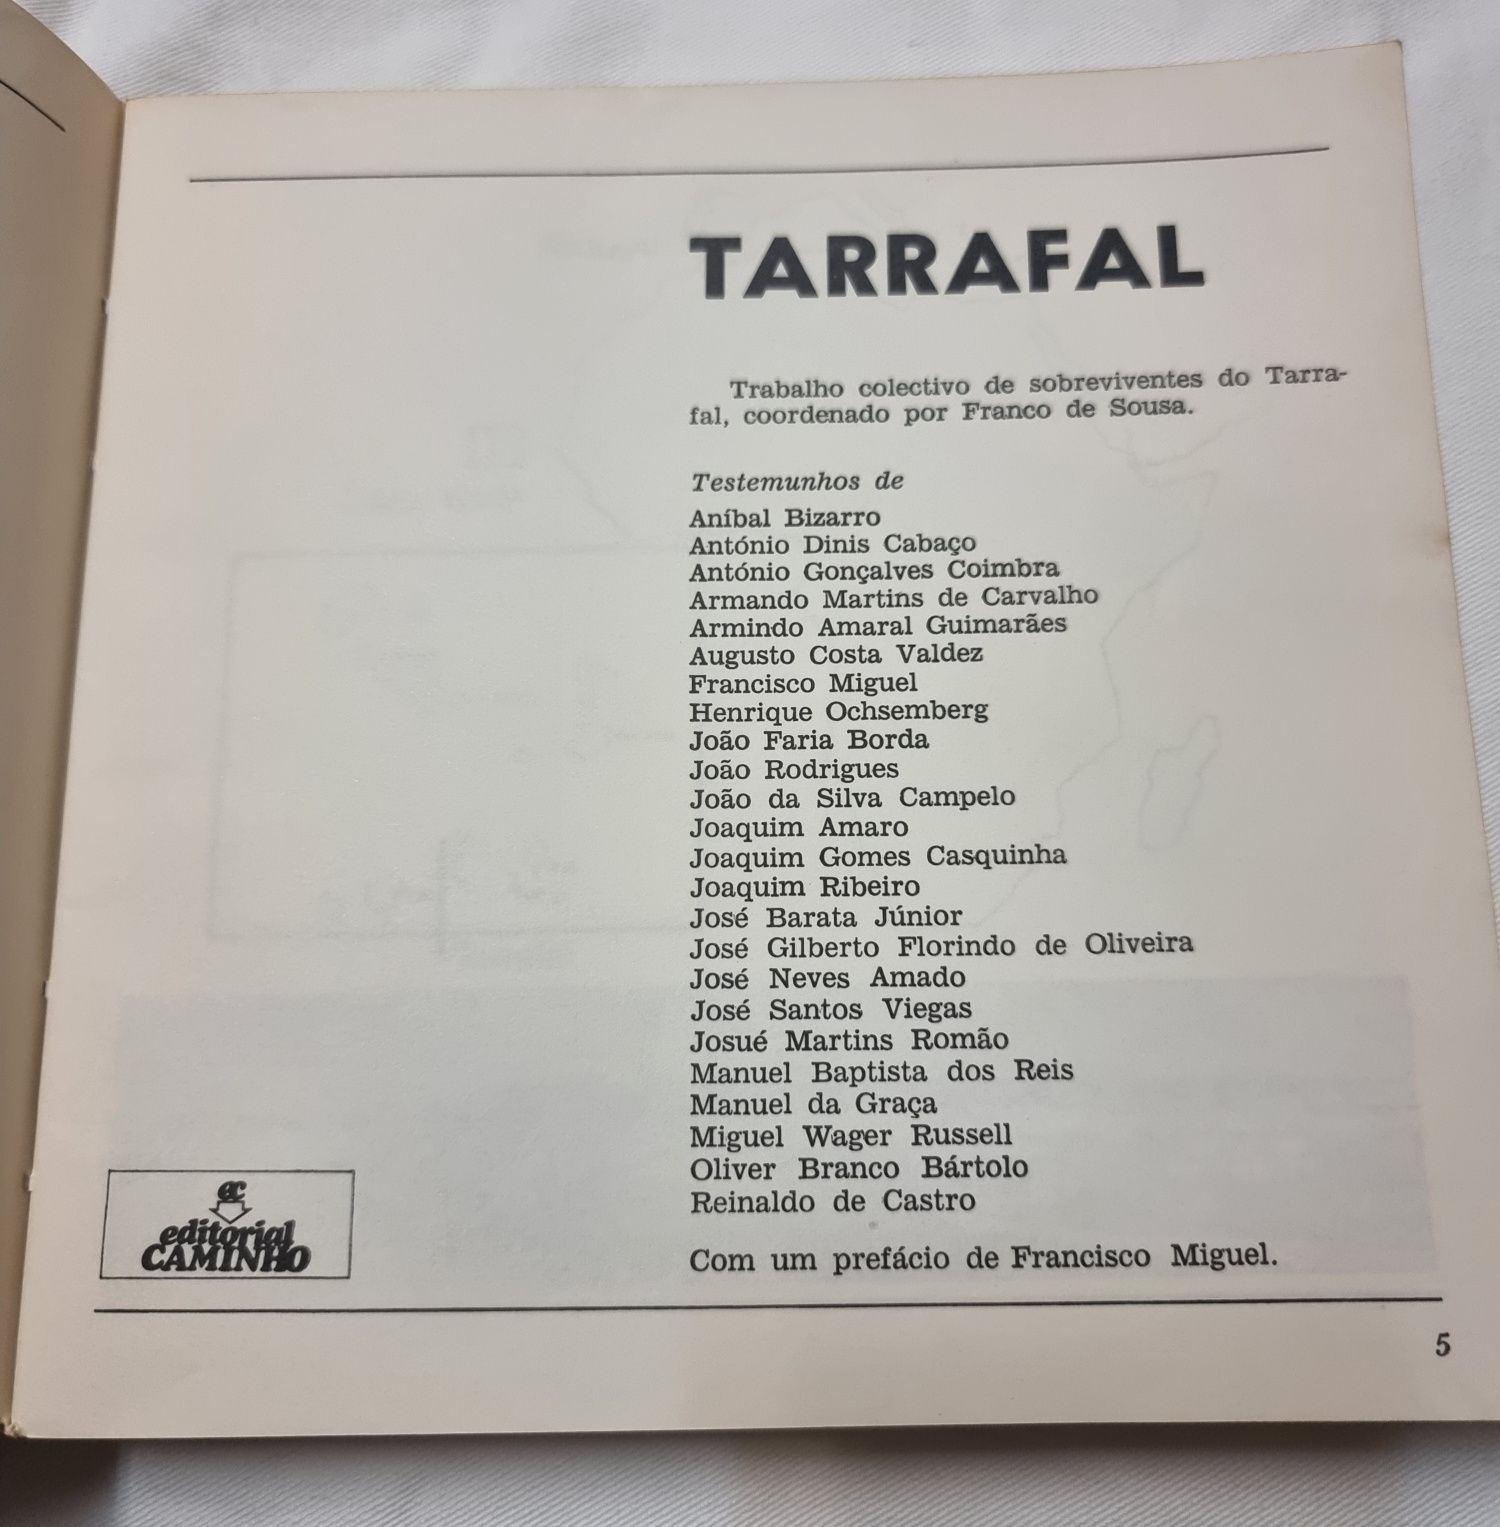 TARRAFAL
Trabalho colectivo de sobreviventes do Tarra-
fal, coordenado por Franco de Sousa.
Testemunhos de
Aníbal Bizarro
António Dinis Cabaço
António Gonçalves Coimbra
Armando Martins de Carvalho
Armindo Amaral Guimarães
Augusto Costa Valdez
Francisco Miguel
Henrique Ochsemberg
João Faria Borda
João Rodrigues
João da Silva Campelo
Joaquim Amaro
Joaquim Gomes Casquinha
Joaquim Ribeiro
José Barata Júnior
José Gilberto Florindo de Oliveira
José Neves Amado
José Santos Viegas
Josué Martins Romão
Manuel Baptista dos Reis
Manuel da Graça
Miguel Wager Russell
Oliver Branco Bártolo
Reinaldo de Castro
Com um prefácio de Francisco Miguel.
ec
editorial
CAMINHO
5